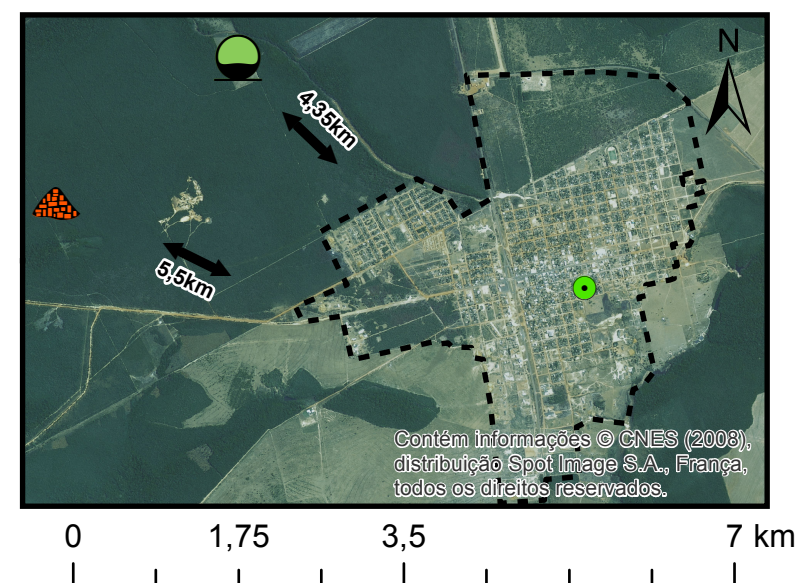 N
4,35km
5,5km
Contém informações © CNES (2008),
distribuição Spot Image S.A., França,
todos os direitos reservados.
0 1,75 3,5 7 km